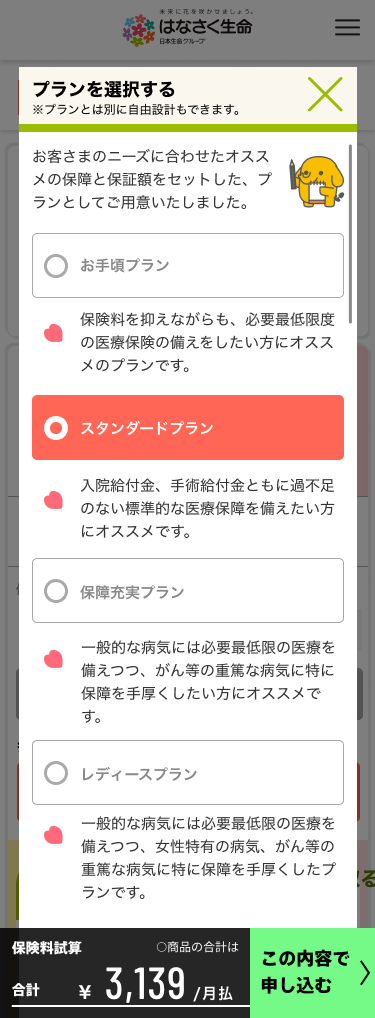 未来に花を咲かせましょう。
はなさく生命
日本生命グループ
プランを選択する
※プランとは別に自由設計もできます。
お客さまのニーズに合わせたオスス
メの保障と保証額をセットした、プ
ランとしてご用意いたしました。
お手頃プラン
保険料を抑えながらも、必要最低限度
の医療保険の備えをしたい方にオスス
メのプランです。
スタンダードプラン
入院給付金、手術給付金ともに過不足
のない標準的な医療保障を備えたい方
にオススメです。
保障充実プラン
一般的な病気には必要最低限の医療を
備えつつ、がん等の重篤な病気に特に
保障を手厚くしたい方にオススメで
す。
レディースプラン
一般的な病気には必要最低限の医療を
備えつつ、女性特有の病気、がん等の
重篤な病気に特に保障を手厚くしたプ
ランです。
保険料試算
○商品の合計は
合計 ¥ 3,139 /月払
この内容で
申し込む